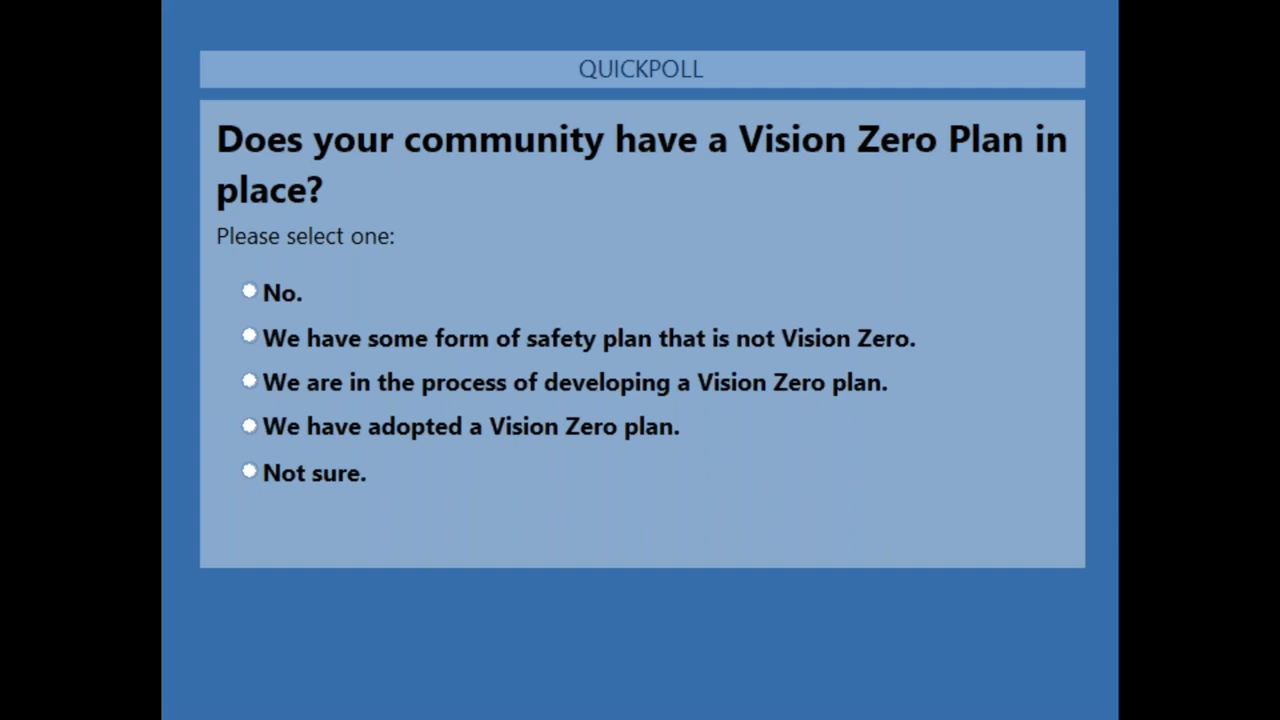 QUICKPOLL
Does your community have a Vision Zero Plan in
place?
Please select one:
No.
We have some form of safety plan that is not Vision Zero.
We are in the process of developing a Vision Zero plan.
We have adopted a Vision Zero plan.
Not sure.